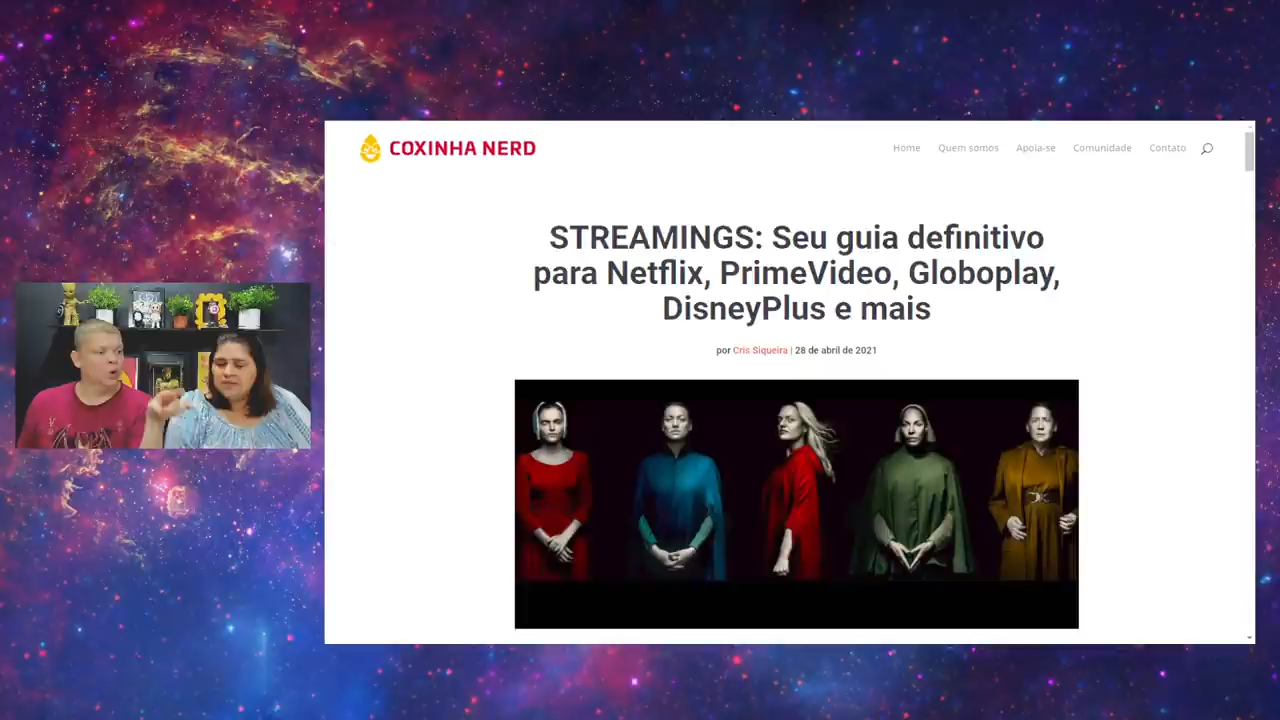 COXINHA NERD
Home Quem somos Apoia-se Comunidade Contato
STREAMINGS: Seu guia definitivo
para Netflix, PrimeVideo, Globoplay,
DisneyPlus e mais
por Cris Siqueira | 28 de abril de 2021